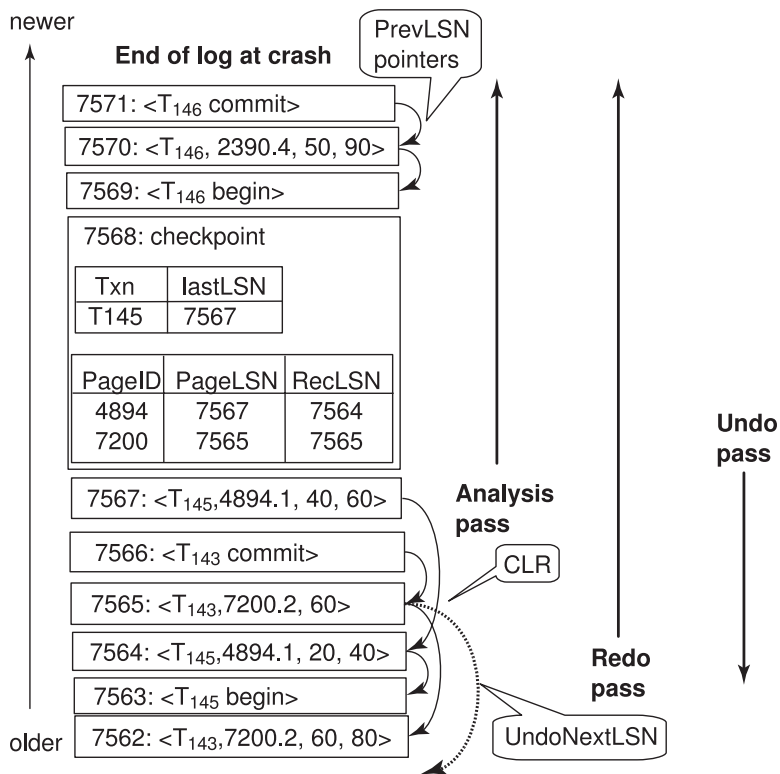 newer
End of log at crash
PrevLSN
pointers
7571: <T146 commit>
7570: <T146, 2390.4, 50, 90>
7569: <T146 begin>
7568: checkpoint
Txn lastLSN
T145 7567
PageID PageLSN RecLSN
4894 7567 7564
7200 7565 7565
7567: <T145,4894.1, 40, 60>
7566: <T143 commit>
7565: <T143,7200.2, 60>
7564: <T145,4894.1, 20, 40>
7563: <T145 begin>
7562: <T143,7200.2, 60, 80>
older
Analysis
pass
CLR
Redo
pass
UndoNextLSN
Undo
pass